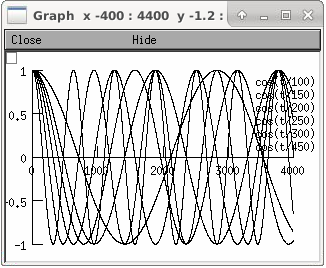 Graph x -400 : 4400 y -1.2 :
Close Hide
1
cos(t/100)
cos(t/150)
0.5
cos(t/200)
cos(t/250)
cos(t/300)
cos(t/450)
0
0 1000 2000 3000 4000
-0.5
-1